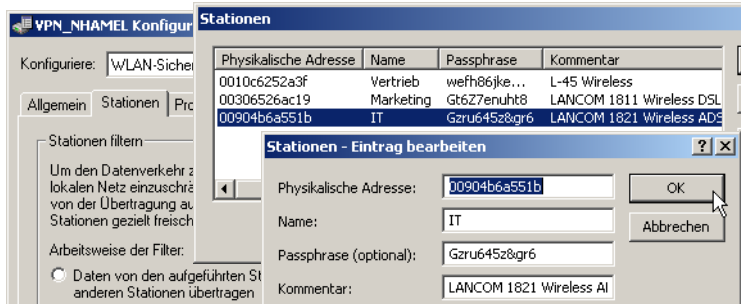 VPN_NHAMEL Konfigur
Konfiguriere: WLAN-Sicher
Allgemein Stationen Pro
Stationen filtern
Um den Datenverkehr z
lokalen Netz einzuschrä
von der Übertragung au
Stationen gezielt freisch
Arbeitsweise der Filter:
Daten von den aufgeführten St
anderen Stationen übertragen
Stationen
Physikalische Adresse Name Passphrase Kommentar
0010c6252a3f Vertrieb wefh86jke... L-45 Wireless
00306526ac19 Marketing Gt6Z7enuht8 LANCOM 1811 Wireless DSL
00904b6a551b IT Gzru645z&gr6 LANCOM 1821 Wireless ADS
Stationen - Eintrag bearbeiten
Physikalische Adresse: 00904b6a551b OK
Name: IT Abbrechen
Passphrase (optional): Gzru645z&gr6
Kommentar: LANCOM 1821 Wireless AI